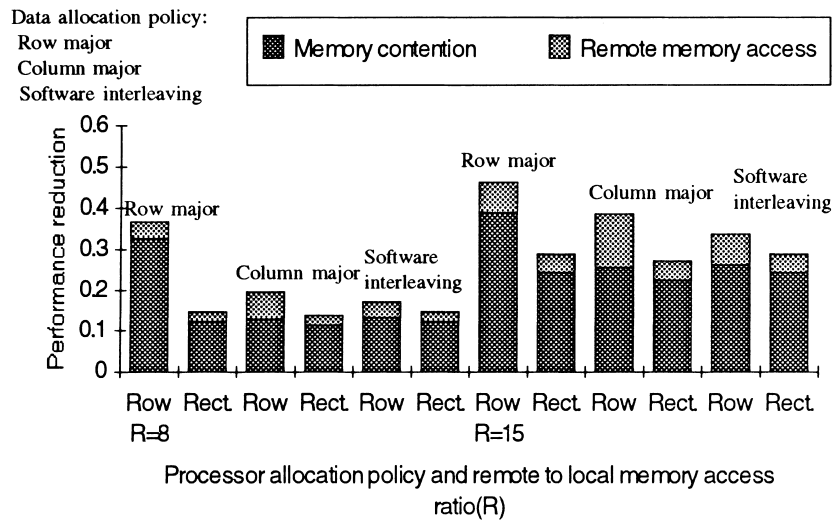 Data allocation policy:
Row major
Column major
Software interleaving
Memory contention
Remote memory access
Performance reduction
0.6
0.5
0.4
0.3
0.2
0.1
0
Row major
Column major
Software
interleaving
Row major
Column major
Software
interleaving
Row Rect. Row Rect. Row Rect. Row Rect. Row Rect. Row Rect.
R=8 R=15
Processor allocation policy and remote to local memory access
ratio(R)